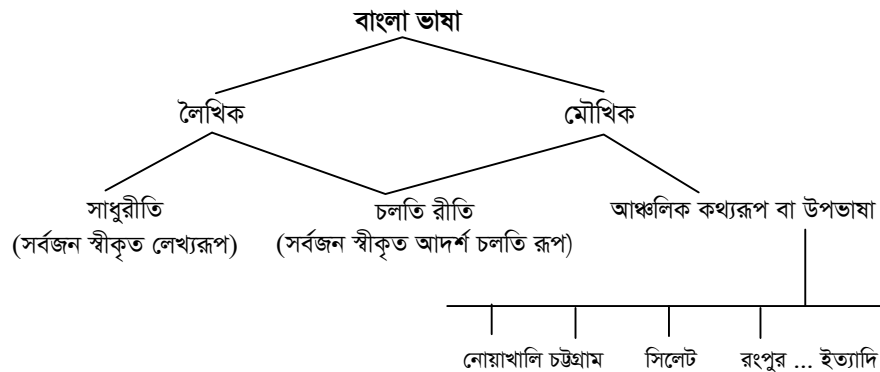 বাংলা ভাষা
লৈখিক মৌখিক
সাধুরীতি চলতি রীতি আঞ্চলিক কথ্যরূপ বা উপভাষা
(সর্বজন স্বীকৃত লেখ্যরূপ) (সর্বজন স্বীকৃত আদর্শ চলতি রূপ)
নোয়াখালি চট্টগ্রাম সিলেট রংপুর ... ইত্যাদি